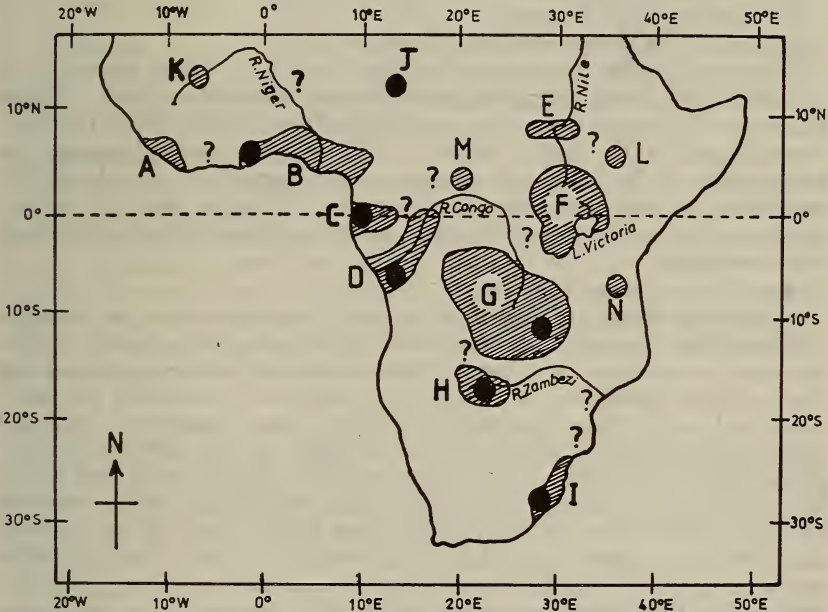 20°W 10°W 0° 10°E 20°E 30°E 40°E 50°E
K R.Niger ? J R.Nile
10°N 10°N
A ? B E ? L
? M
0° C ? R.Congo ? F 0°
L.Victoria
D G N
10°S 10°S
?
H R.Zambezi ?
20°S 20°S
N ?
I
30°S 30°S
20°W 10°W 0° 10°E 20°E 30°E 40°E 50°E